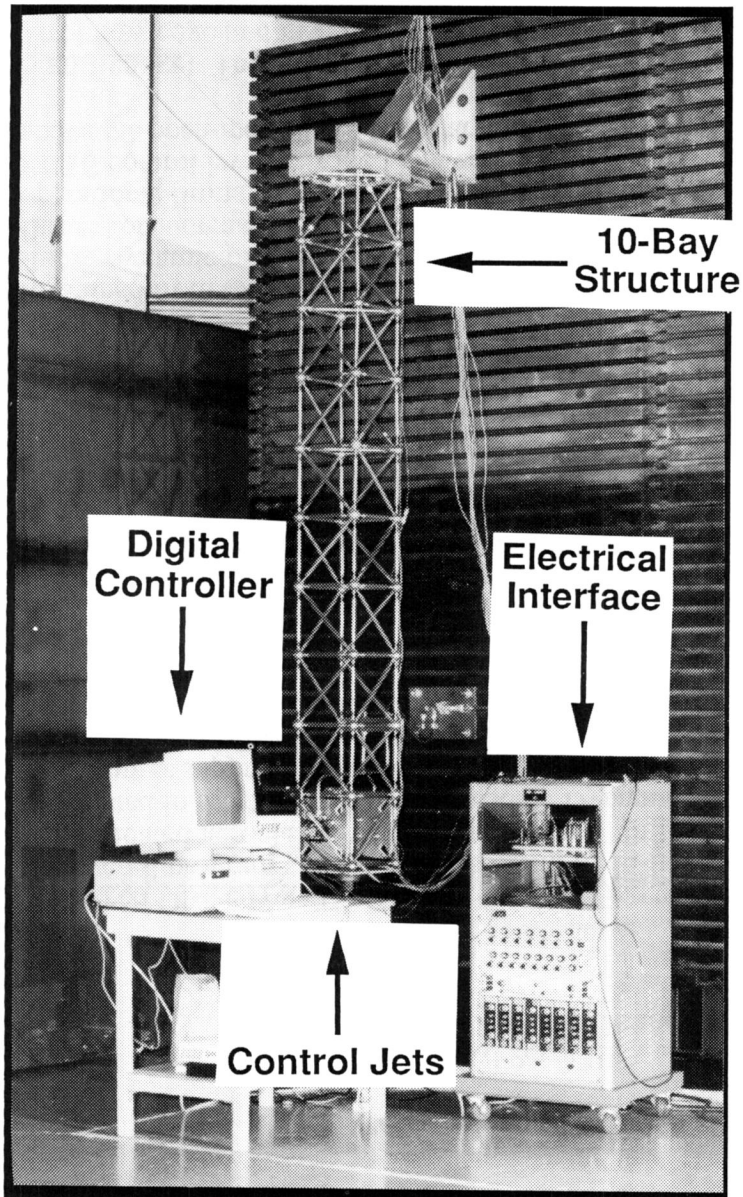 10-Bay
Structure
Digital
Controller
Electrical
Interface
Control Jets